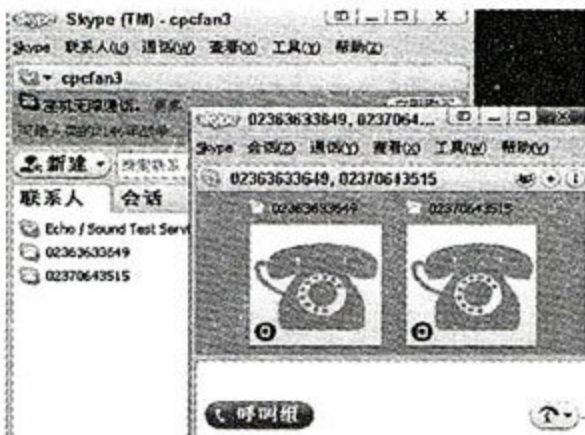 Skype (TM) - cpcfan3
Skype 联系人(U) 通话(W) 查看(X) 工具(Y) 帮助(Z)
cpcfan3
新建
联系人 会话
Echo / Sound Test Serv
02363633649
02370643515
02363633649, 0237064...
Skype 会话(Z) 通话(Y) 查看(X) 工具(W) 帮助(Y)
02363633649, 02370643515
02363633649
02370643515
呼叫组